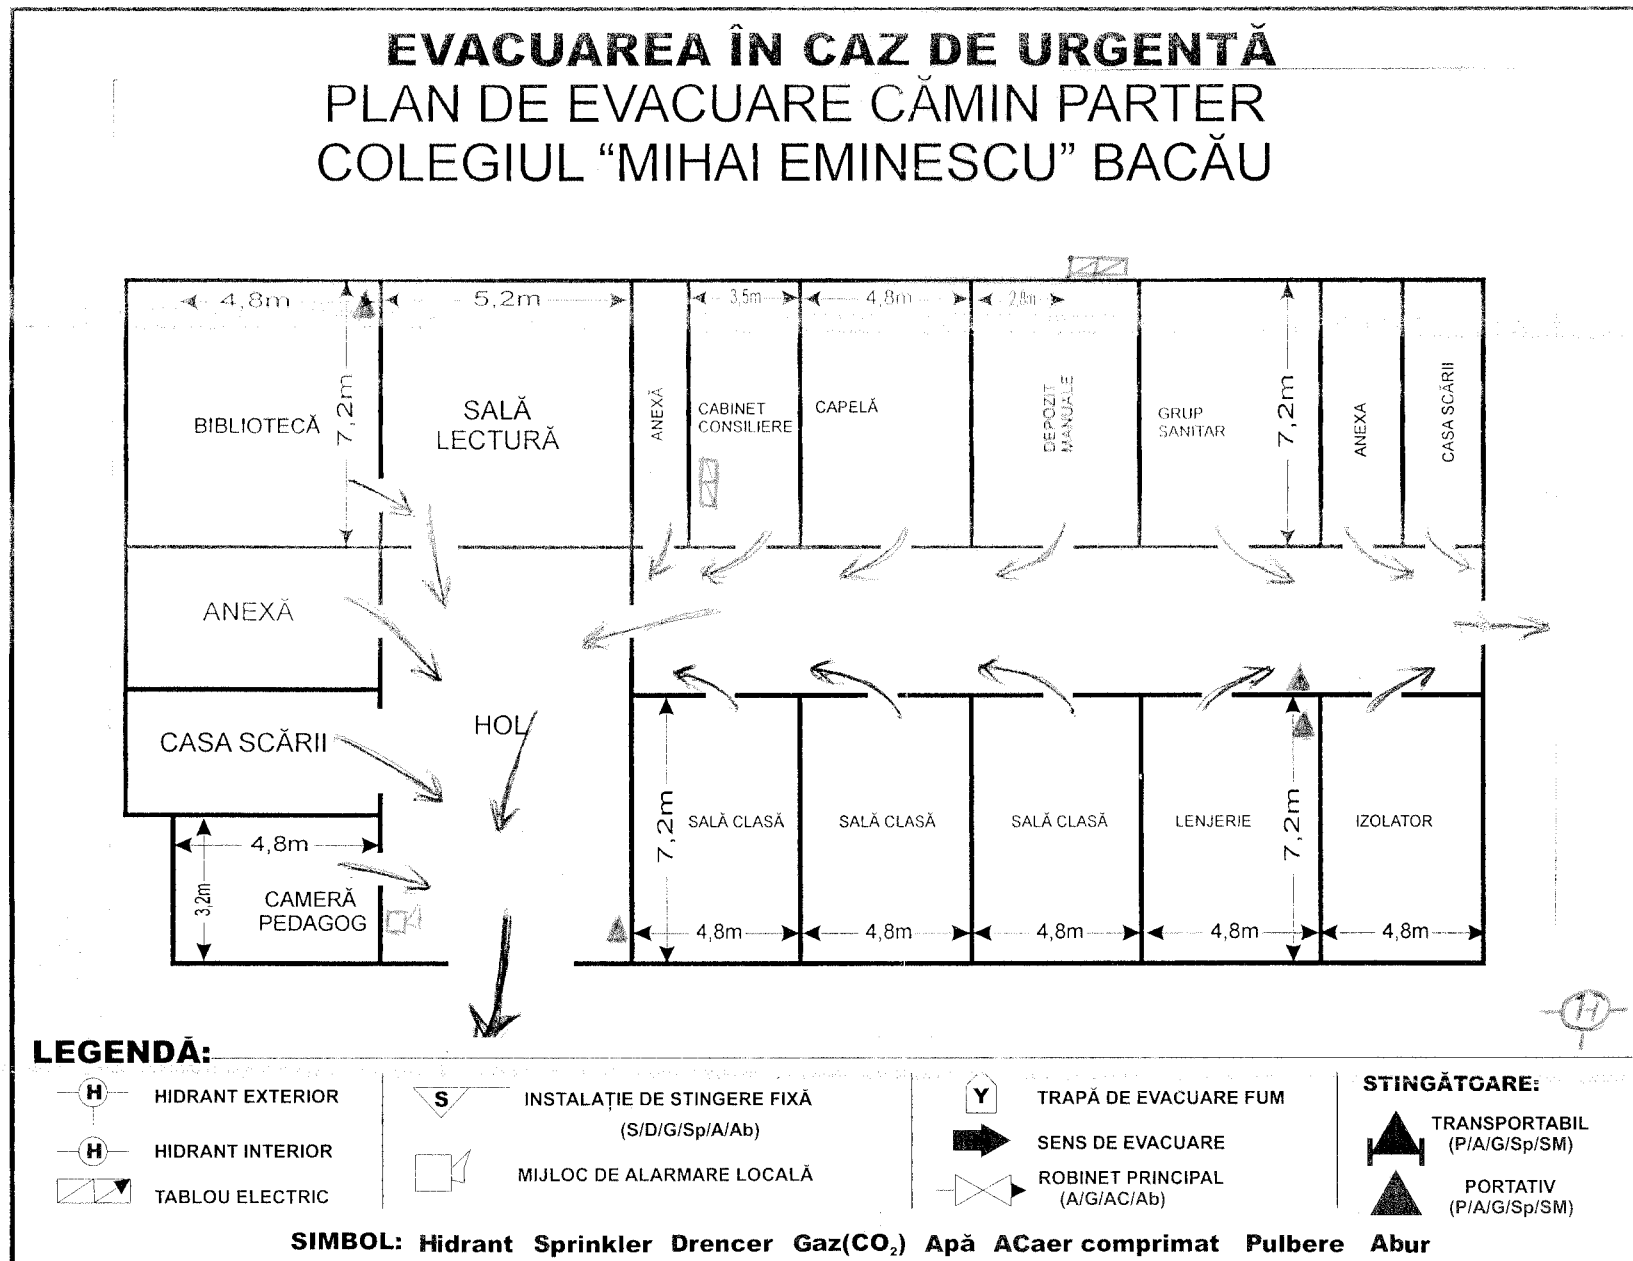 EVACUAREA ÎN CAZ DE URGENTĂ
PLAN DE EVACUARE CĂMIN PARTER
COLEGIUL “MIHAI EMINESCU” BACĂU
4,8m
5,2m
3,5m
4,8m
2,8m
7,2m
7,2m
BIBLIOTECĂ
SALĂ
LECTURĂ
ANEXĂ
CABINET
CONSILIERE
CAPELĂ
DEPOZIT
MANUALE
GRUP
SANITAR
ANEXA
CASA SCĂRII
ANEXĂ
CASA SCĂRII
HOL
4,8m
3,2m
CAMERĂ
PEDAGOG
7,2m
SALĂ CLASĂ
SALĂ CLASĂ
SALĂ CLASĂ
LENJERIE
7,2m
IZOLATOR
4,8m
4,8m
4,8m
4,8m
4,8m
H
LEGENDĂ:
H HIDRANT EXTERIOR
H HIDRANT INTERIOR
TABLOU ELECTRIC
S INSTALAȚIE DE STINGERE FIXĂ
(S/D/G/Sp/A/Ab)
MIJLOC DE ALARMARE LOCALĂ
Y TRAPĂ DE EVACUARE FUM
SENS DE EVACUARE
ROBINET PRINCIPAL
(A/G/AC/Ab)
STINGĂTOARE:
TRANSPORTABIL
(P/A/G/Sp/SM)
PORTATIV
(P/A/G/Sp/SM)
SIMBOL: Hidrant Sprinkler Drencer Gaz(CO₂) Apă ACaer comprimat Pulbere Abur